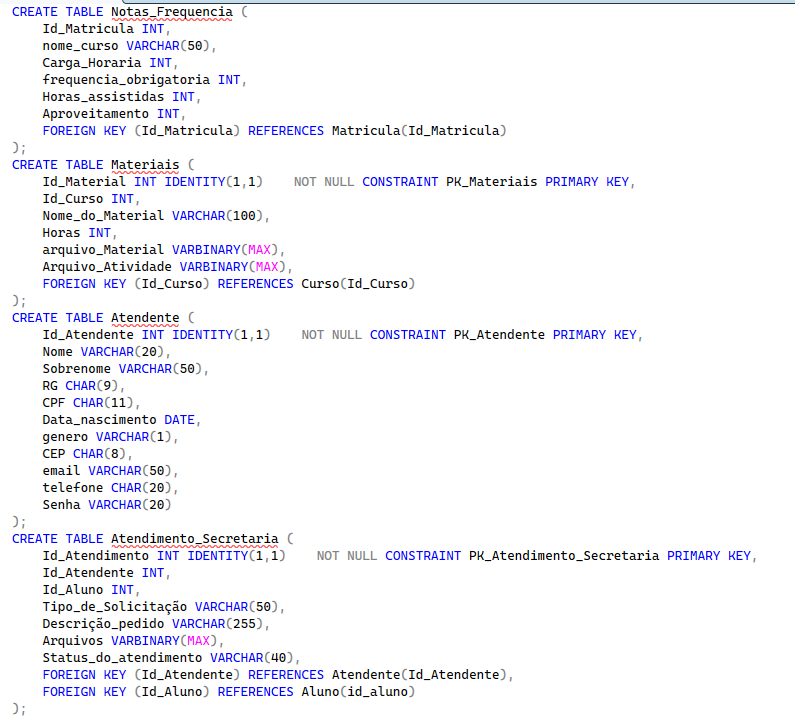 CREATE TABLE Notas_Frequencia (
    Id_Matricula INT,
    nome_curso VARCHAR(50),
    Carga_Horaria INT,
    frequencia_obrigatoria INT,
    Horas_assistidas INT,
    Aproveitamento INT,
    FOREIGN KEY (Id_Matricula) REFERENCES Matricula(Id_Matricula)
);
CREATE TABLE Materiais (
    Id_Material INT IDENTITY(1,1)    NOT NULL CONSTRAINT PK_Materiais PRIMARY KEY,
    Id_Curso INT,
    Nome_do_Material VARCHAR(100),
    Horas INT,
    arquivo_Material VARBINARY(MAX),
    Arquivo_Atividade VARBINARY(MAX),
    FOREIGN KEY (Id_Curso) REFERENCES Curso(Id_Curso)
);
CREATE TABLE Atendente (
    Id_Atendente INT IDENTITY(1,1)    NOT NULL CONSTRAINT PK_Atendente PRIMARY KEY,
    Nome VARCHAR(20),
    Sobrenome VARCHAR(50),
    RG CHAR(9),
    CPF CHAR(11),
    Data_nascimento DATE,
    genero VARCHAR(1),
    CEP CHAR(8),
    email VARCHAR(50),
    telefone CHAR(20),
    Senha VARCHAR(20)
);
CREATE TABLE Atendimento_Secretaria (
    Id_Atendimento INT IDENTITY(1,1)    NOT NULL CONSTRAINT PK_Atendimento_Secretaria PRIMARY KEY,
    Id_Atendente INT,
    Id_Aluno INT,
    Tipo_de_Solicitação VARCHAR(50),
    Descrição_pedido VARCHAR(255),
    Arquivos VARBINARY(MAX),
    Status_do_atendimento VARCHAR(40),
    FOREIGN KEY (Id_Atendente) REFERENCES Atendente(Id_Atendente),
    FOREIGN KEY (Id_Aluno) REFERENCES Aluno(id_aluno)
);